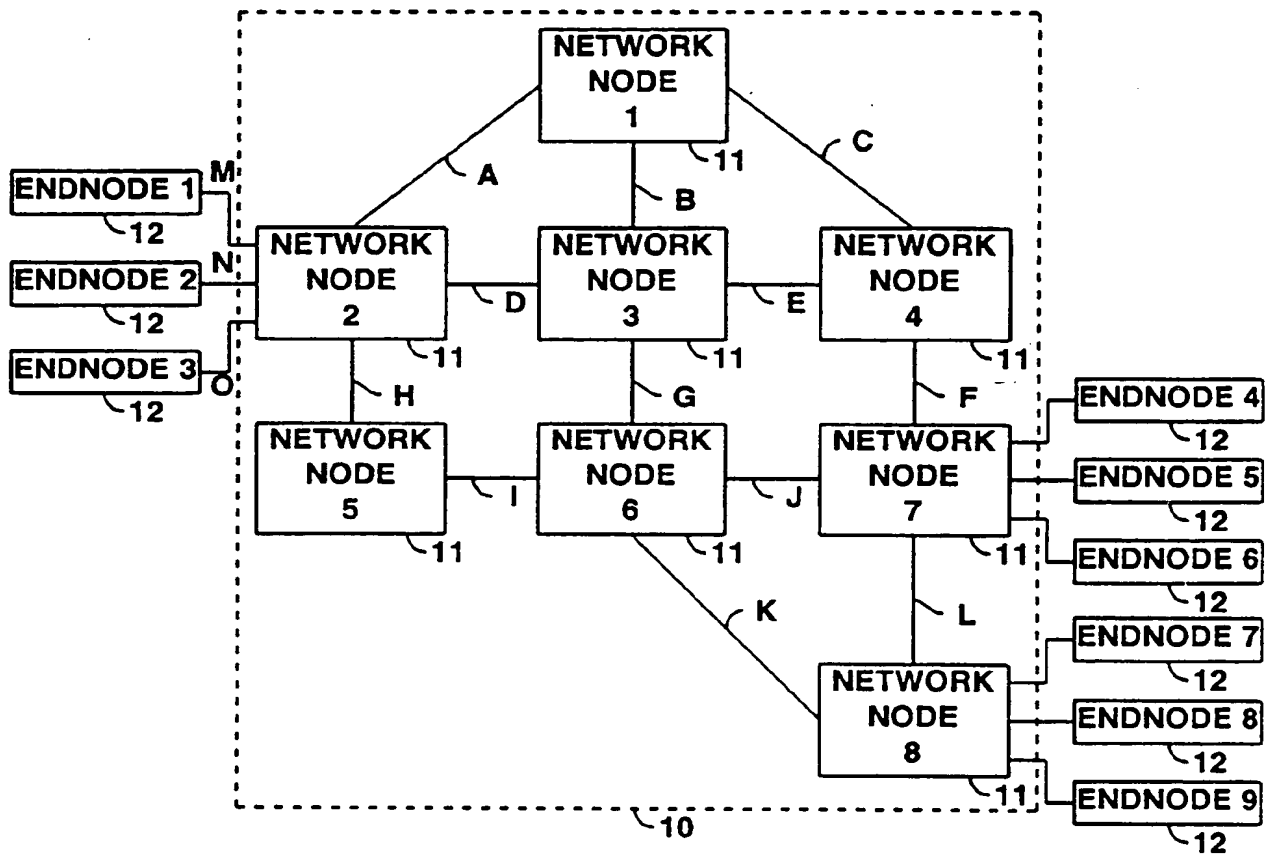 NETWORK
NODE
1
11
A
B
C
M
ENDNODE 1
12
N
ENDNODE 2
12
ENDNODE 3
O
12
NETWORK
NODE
2
11
D
NETWORK
NODE
3
11
E
NETWORK
NODE
4
11
H
G
F
NETWORK
NODE
5
11
I
NETWORK
NODE
6
11
J
NETWORK
NODE
7
11
ENDNODE 4
12
ENDNODE 5
12
ENDNODE 6
12
K
L
NETWORK
NODE
8
11
ENDNODE 7
12
ENDNODE 8
12
ENDNODE 9
12
10